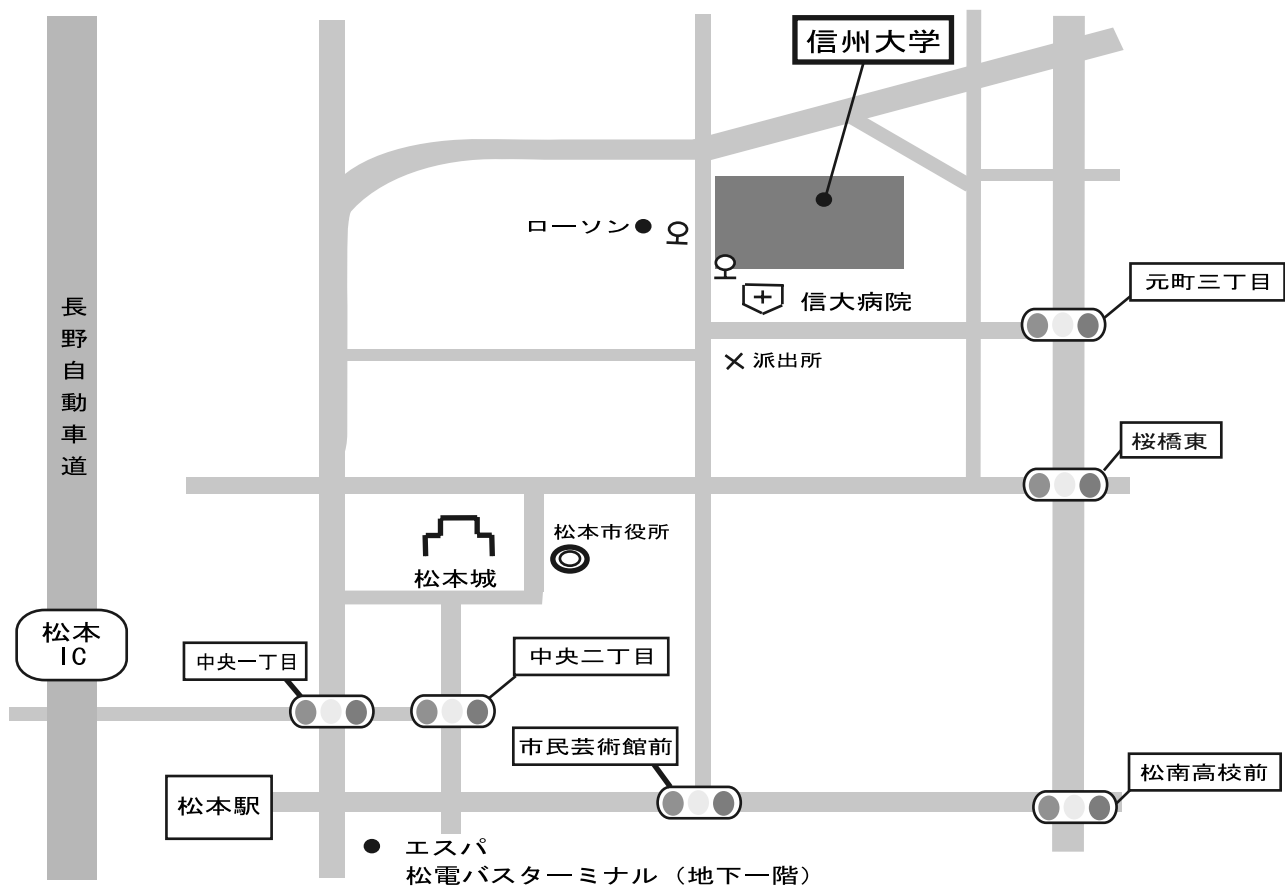 信州大学
ローソン
信大病院
元町三丁目
長野自動車道
派出所
桜橋東
松本市役所
松本城
松本
IC
中央一丁目
中央二丁目
市民芸術館前
松南高校前
松本駅
エスパ
松電バスターミナル（地下一階）